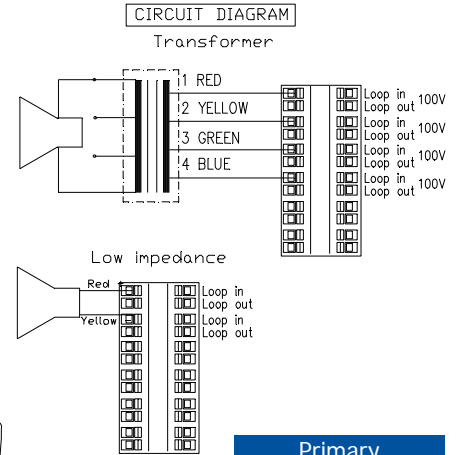 CIRCUIT DIAGRAM
Transformer
1 RED
2 YELLOW
3 GREEN
4 BLUE
Loop in
Loop out
100V
Loop in
Loop out
100V
Loop in
Loop out
100V
Loop in
Loop out
100V
Low impedance
Red +
Yellow
Loop in
Loop out
Loop in
Loop out
Primary